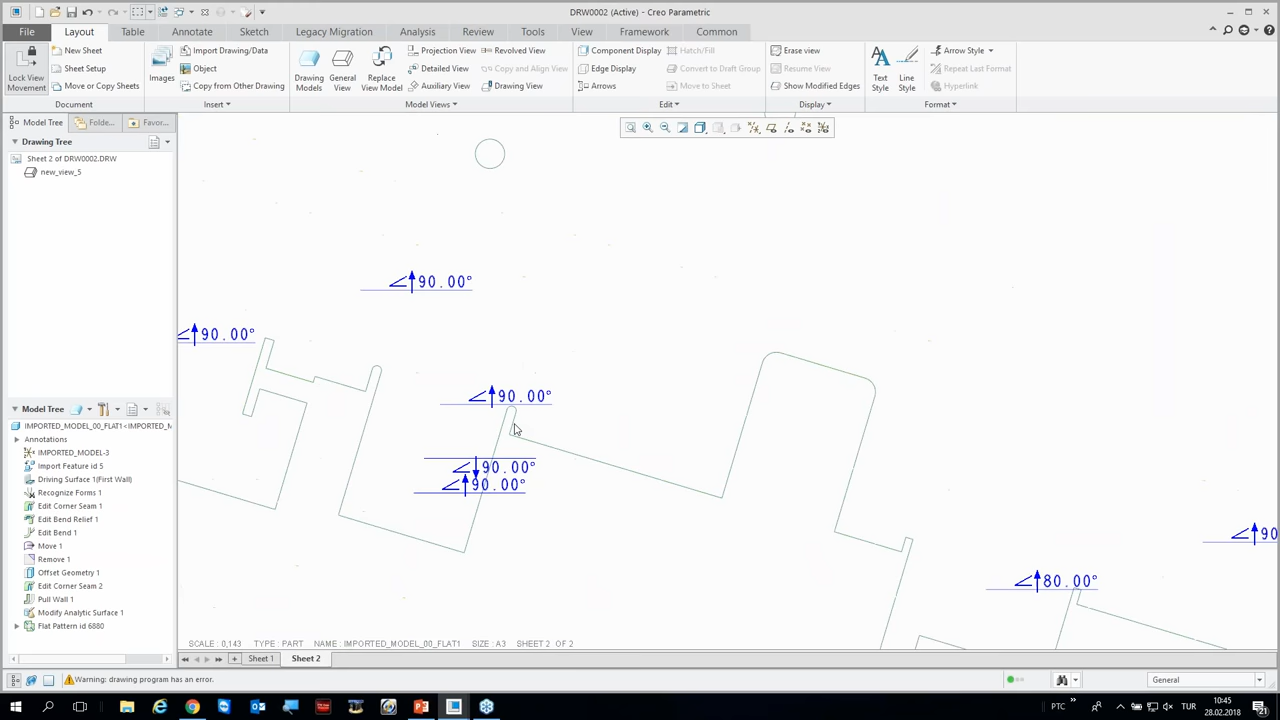 DRW0002 (Active) - Creo Parametric
File Layout Table Annotate Sketch Legacy Migration Analysis Review Tools View Framework Common
Lock View Movement
New Sheet
Sheet Setup
Move or Copy Sheets
Document
Images
Import Drawing/Data
Object
Copy from Other Drawing
Insert
Drawing Models
General View
Replace View Model
Projection View
Detailed View
Auxiliary View
Revolved View
Copy and Align View
Drawing View
Model Views
Component Display
Edge Display
Arrows
Hatch/Fill
Convert to Draft Group
Move to Sheet
Edit
Erase view
Resume View
Show Modified Edges
Display
Text Style
Line Style
Arrow Style
Repeat Last Format
Hyperlink
Format
Model Tree Folde... Favor...
Drawing Tree
Sheet 2 of DRW0002.DRW
new_view_5
Model Tree
IMPORTED_MODEL_00_FLAT1<IMPORTED_M
Annotations
IMPORTED_MODEL-3
Import Feature id 5
Driving Surface 1(First Wall)
Recognize Forms 1
Edit Corner Seam 1
Edit Bend Relief 1
Edit Bend 1
Move 1
Remove 1
Offset Geometry 1
Edit Corner Seam 2
Pull Wall 1
Modify Analytic Surface 1
Flat Pattern id 6880
90.00°
90.00°
90.00°
90.00°
90.00°
90
80.00°
SCALE : 0,143 TYPE : PART NAME : IMPORTED_MODEL_00_FLAT1 SIZE : A3 SHEET 2 OF 2
Sheet 1 Sheet 2
Warning: drawing program has an error.
General
PTC
TUR
10:45
28.02.2018
21